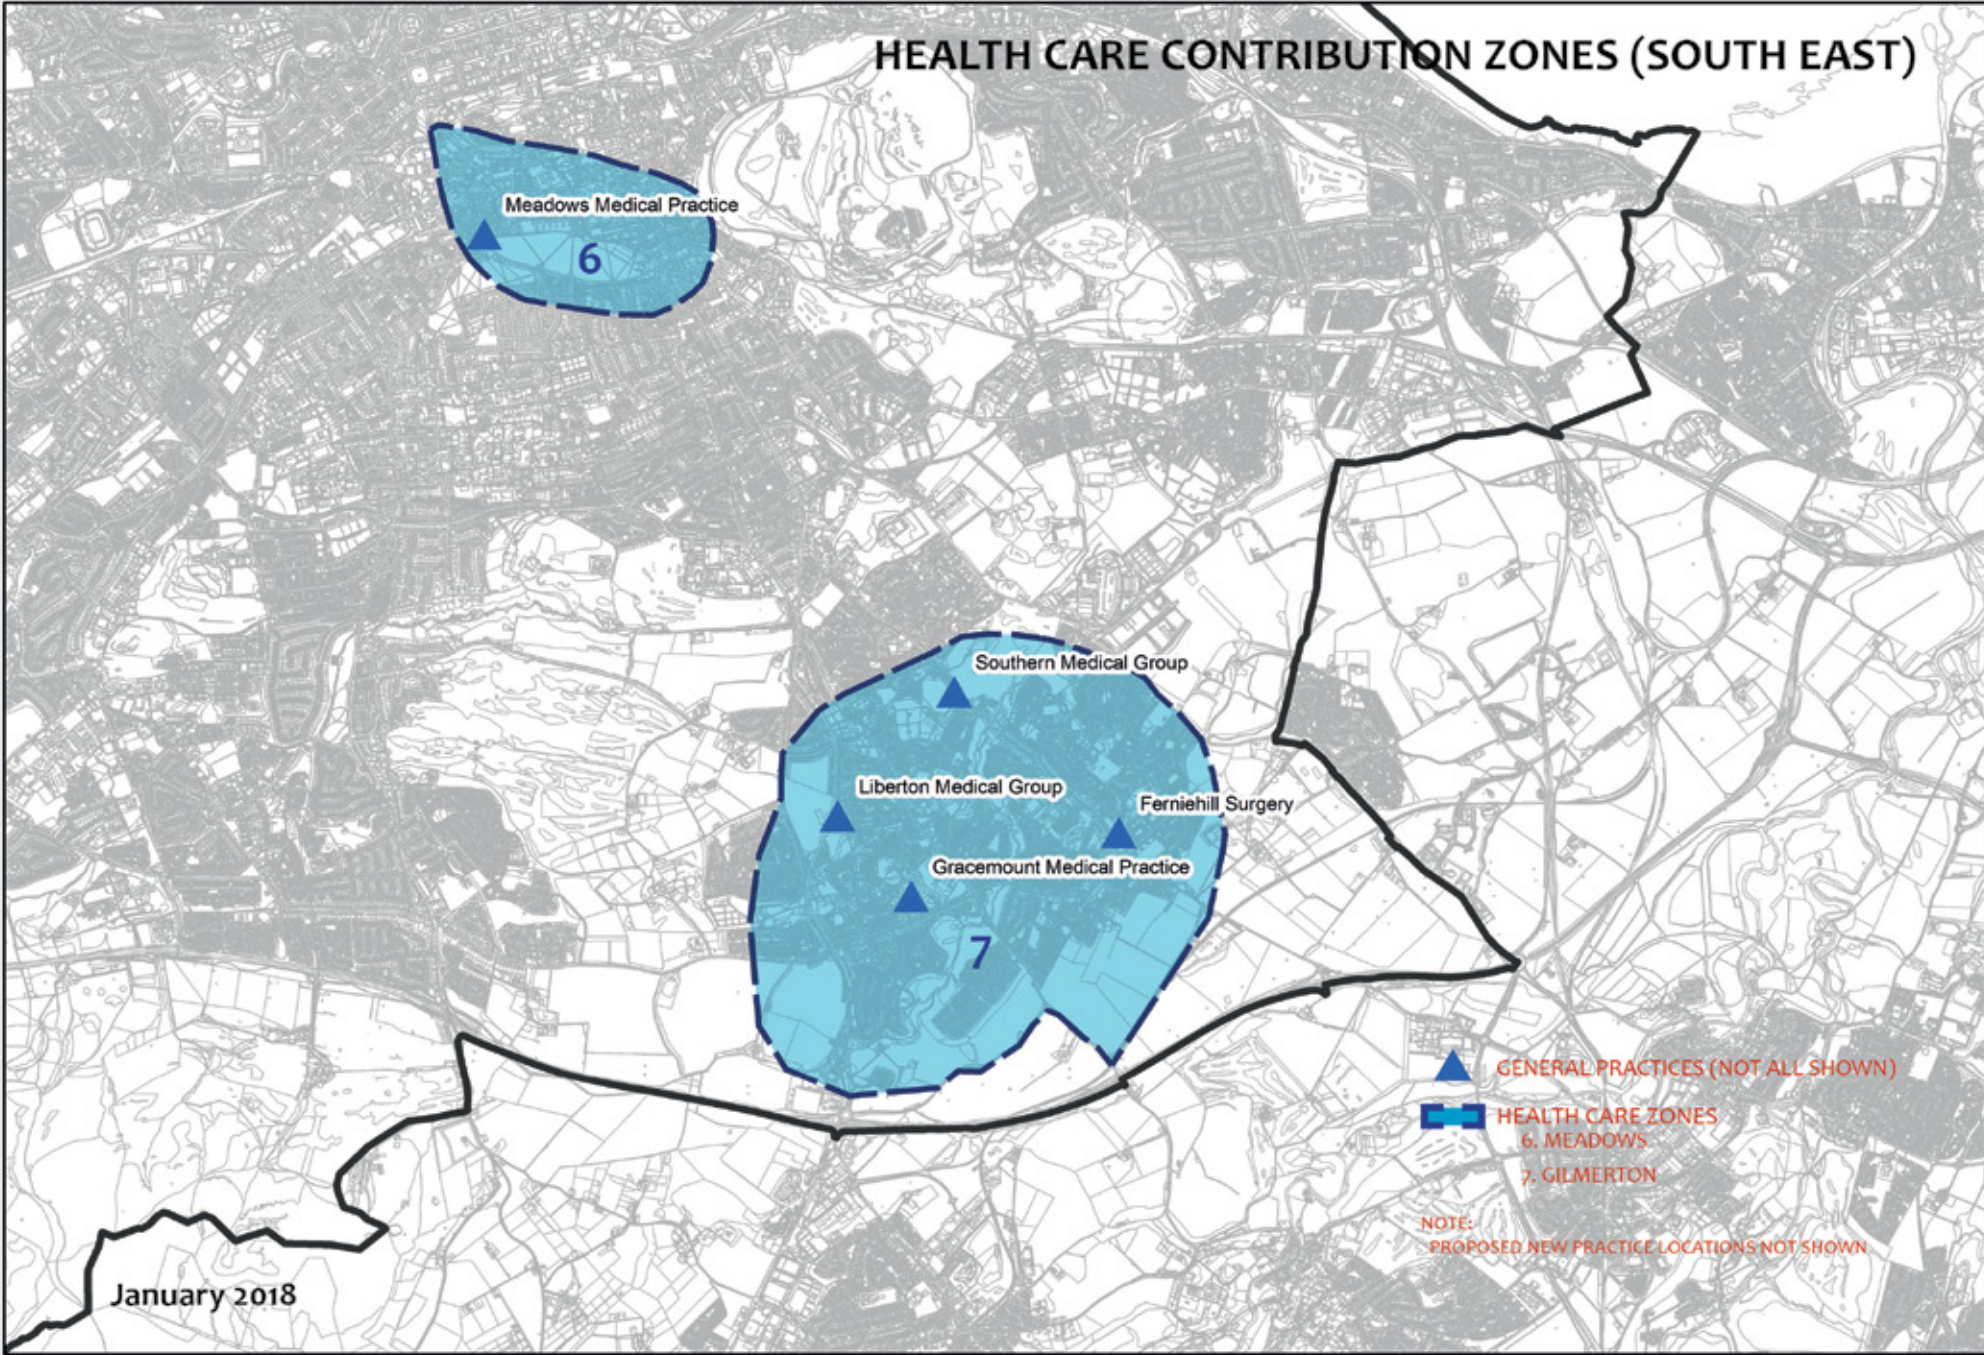 HEALTH CARE CONTRIBUTION ZONES (SOUTH EAST)
Meadows Medical Practice
6
Southern Medical Group
Liberton Medical Group
Ferniehill Surgery
Gracemount Medical Practice
7
GENERAL PRACTICES (NOT ALL SHOWN)
HEALTH CARE ZONES
6. MEADOWS
7. GILMERTON
NOTE:
PROPOSED NEW PRACTICE LOCATIONS NOT SHOWN
January 2018